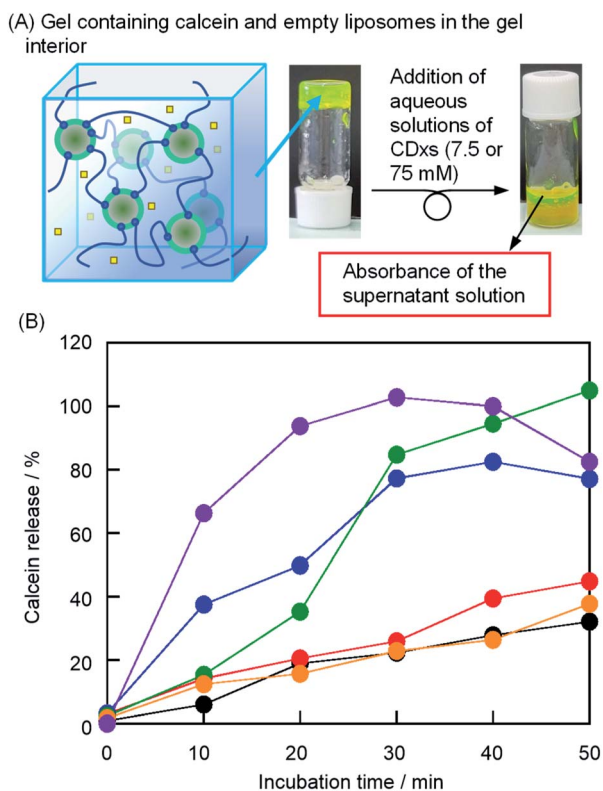 (A) Gel containing calcein and empty liposomes in the gel
interior
Addition of
aqueous
solutions of
CDxs (7.5 or
75 mM)
Absorbance of the
supernatant solution
(B)
120
100
80
60
40
20
0
Calcein release / %
0 10 20 30 40 50
Incubation time / min